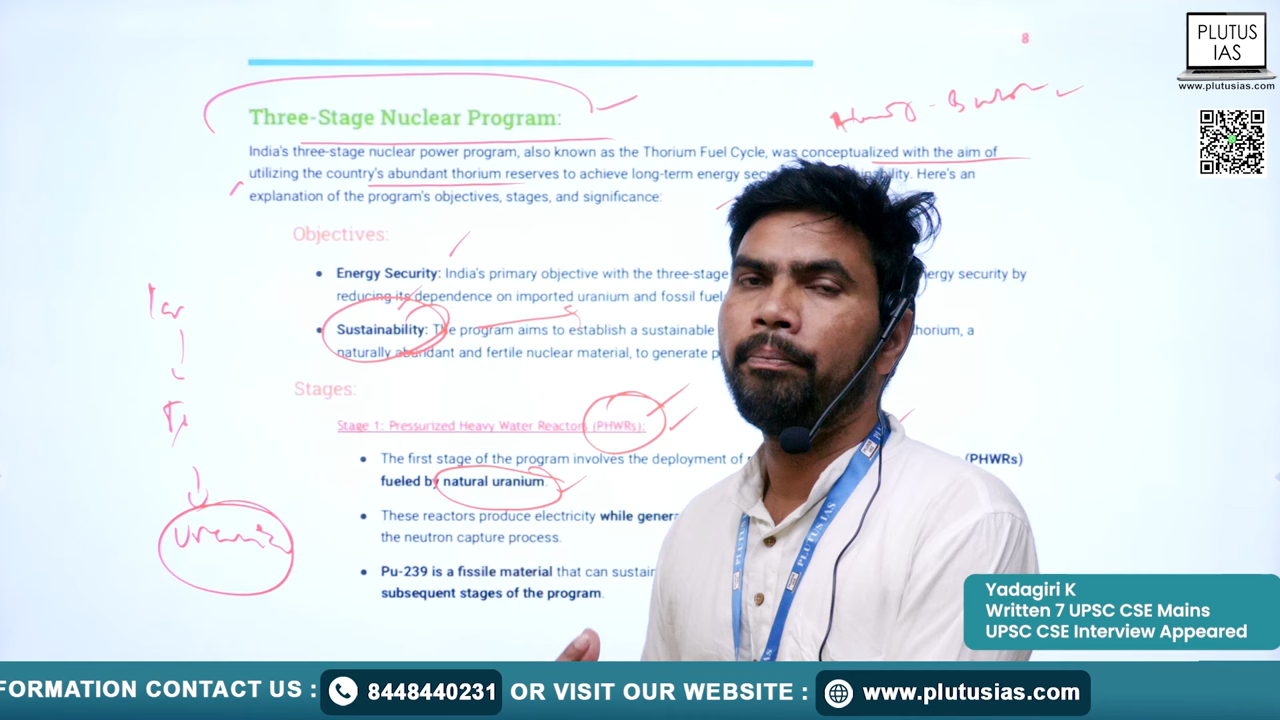 8
PLUTUS
IAS
www.plutusias.com
Three-Stage Nuclear Program:
India's three-stage nuclear power program, also known as the Thorium Fuel Cycle, was conceptualized with the aim of
utilizing the country's abundant thorium reserves to achieve long-term energy Here's an
explanation of the program's objectives, stages, and significance:
Objectives:
• Energy Security: India's primary objective with the three-stage energy security by
reducing its dependence on imported uranium and fossil
• Sustainability: The program aims to establish a sustainable thorium, a
naturally abundant and fertile nuclear material, to generate
Stages:
Stage 1: Pressurized Heavy Water Reactors (PHWRs):
• The first stage of the program involves the deployment of (PHWRs)
fueled by natural uranium.
• These reactors produce electricity while
the neutron capture process.
• Pu-239 is a fissile material that can
subsequent stages of the program.
PLUTUS IAS
Yadagiri K
Written 7 UPSC CSE Mains
UPSC CSE Interview Appeared
FORMATION CONTACT US : 8448440231 OR VISIT OUR WEBSITE : www.plutusias.com